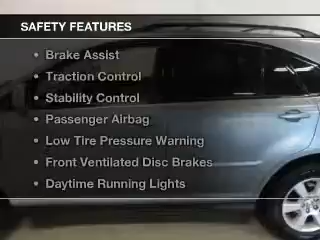 SAFETY FEATURES
• Brake Assist
• Traction Control
• Stability Control
• Passenger Airbag
• Low Tire Pressure Warning
• Front Ventilated Disc Brakes
• Daytime Running Lights